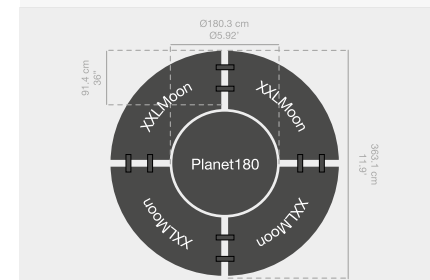 Ø180.3 cm
Ø5.92'
91.4 cm
36"
XXLMoon
XXLMoon
Planet180
363.1 cm
11.9'
XXLMoon
XXLMoon